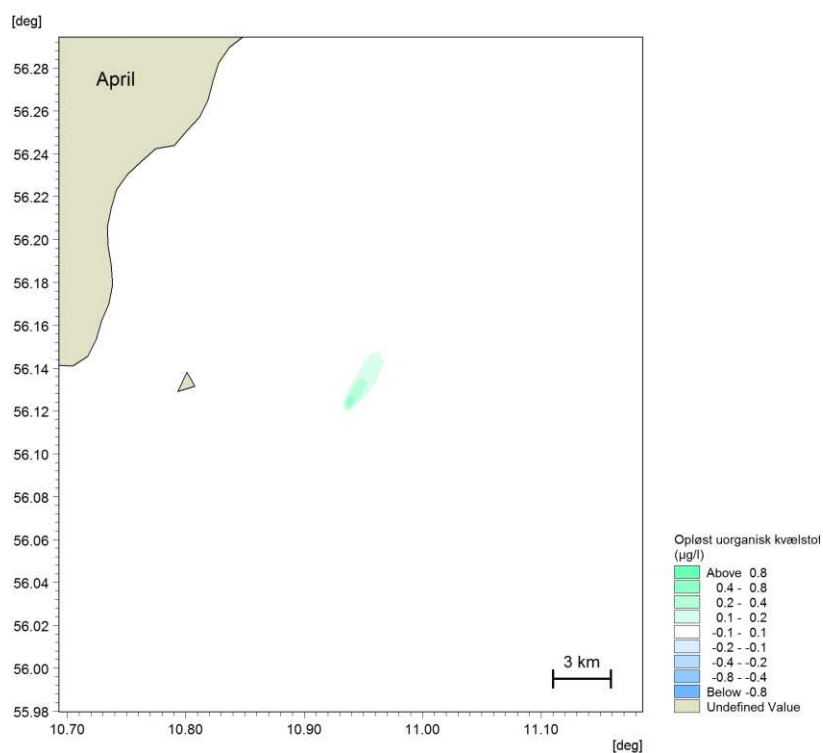 [deg]
April
56.28
56.26
56.24
56.22
56.20
56.18
56.16
56.14
56.12
56.10
56.08
56.06
56.04
56.02
56.00
55.98
3 km
10.70 10.80 10.90 11.00 11.10
[deg]
Opløst uorganisk kvælstof
(µg/l)
Above 0.8
0.4 - 0.8
0.2 - 0.4
0.1 - 0.2
-0.1 - 0.1
-0.2 - -0.1
-0.4 - -0.2
-0.8 - -0.4
Below -0.8
Undefined Value